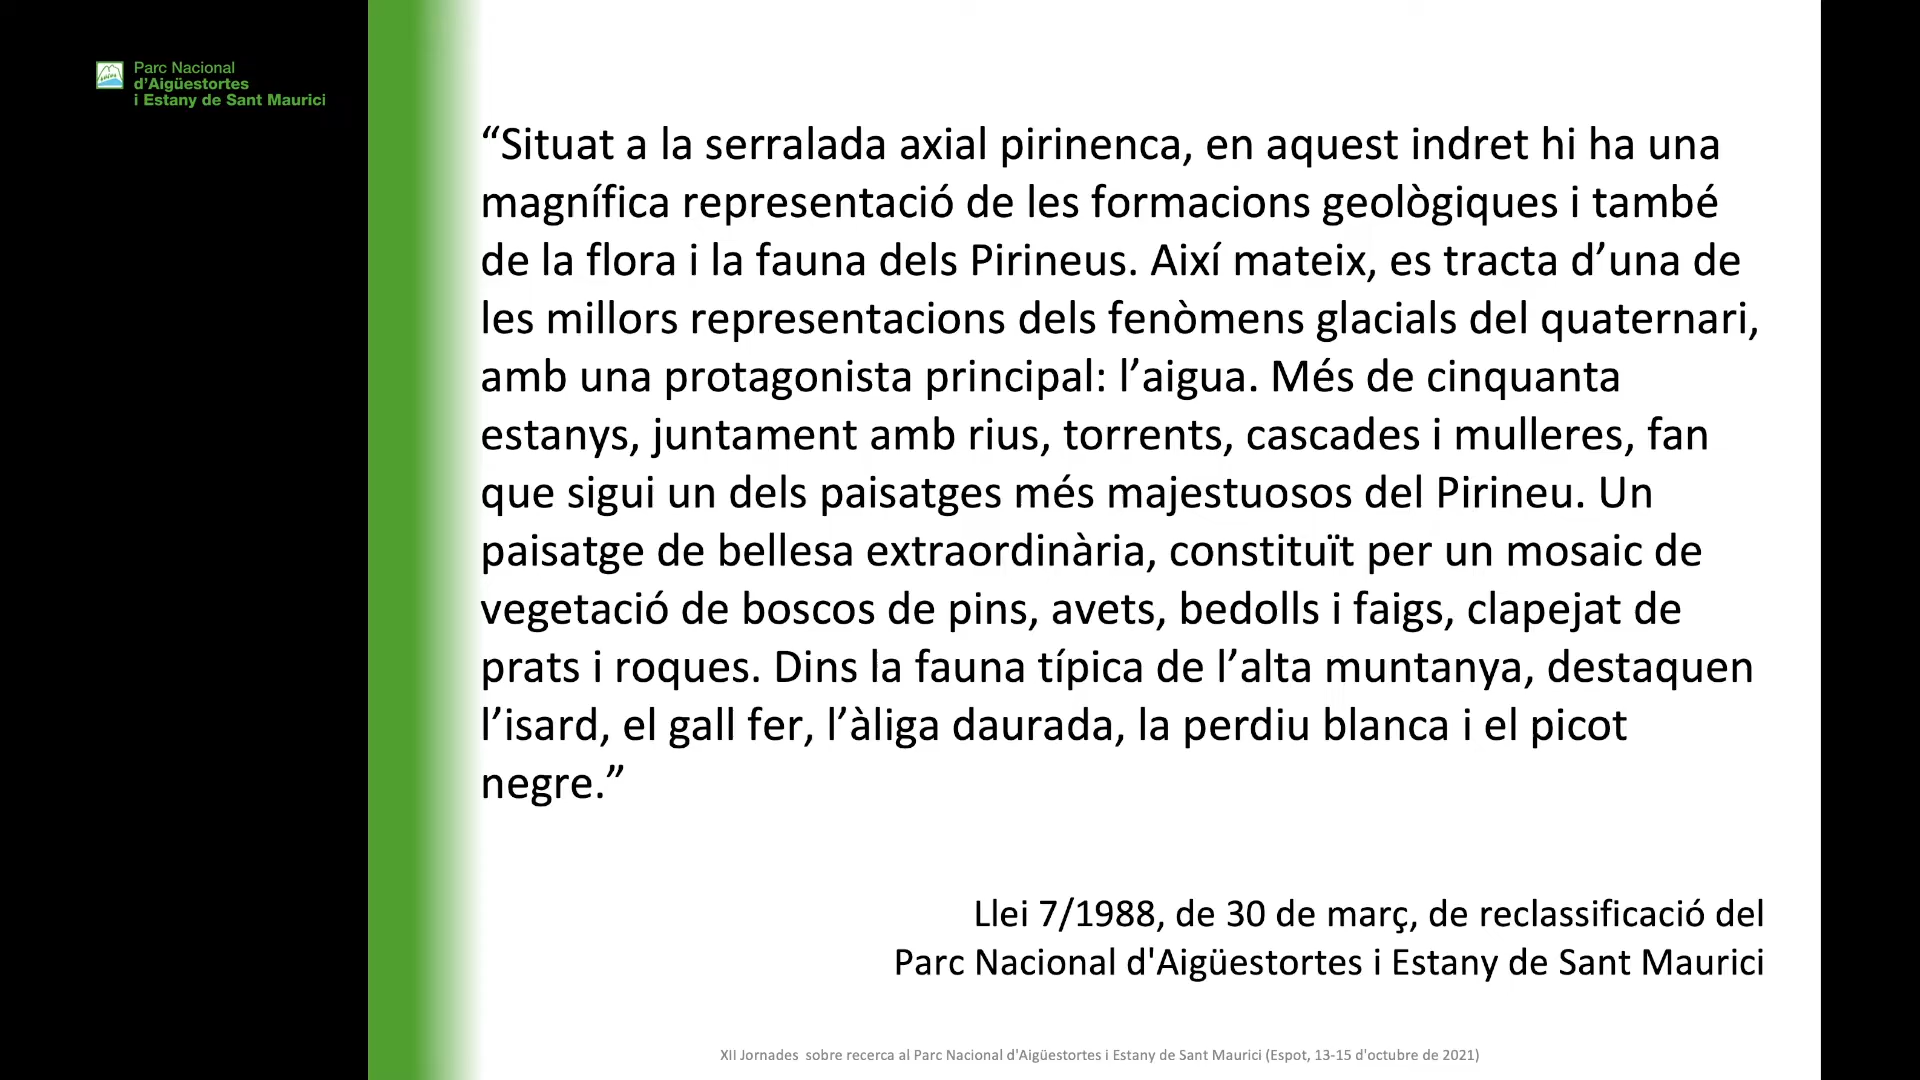 Parc Nacional
d'Aigüestortes
i Estany de Sant Maurici
“Situat a la serralada axial pirinenca, en aquest indret hi ha una
magnífica representació de les formacions geològiques i també
de la flora i la fauna dels Pirineus. Així mateix, es tracta d’una de
les millors representacions dels fenòmens glacials del quaternari,
amb una protagonista principal: l’aigua. Més de cinquanta
estanys, juntament amb rius, torrents, cascades i mulleres, fan
que sigui un dels paisatges més majestuosos del Pirineu. Un
paisatge de bellesa extraordinària, constituït per un mosaic de
vegetació de boscos de pins, avets, bedolls i faigs, clapejat de
prats i roques. Dins la fauna típica de l’alta muntanya, destaquen
l’isard, el gall fer, l’àliga daurada, la perdiu blanca i el picot
negre.”
Llei 7/1988, de 30 de març, de reclassificació del
Parc Nacional d'Aigüestortes i Estany de Sant Maurici
XII Jornades sobre recerca al Parc Nacional d'Aigüestortes i Estany de Sant Maurici (Espot, 13-15 d'octubre de 2021)